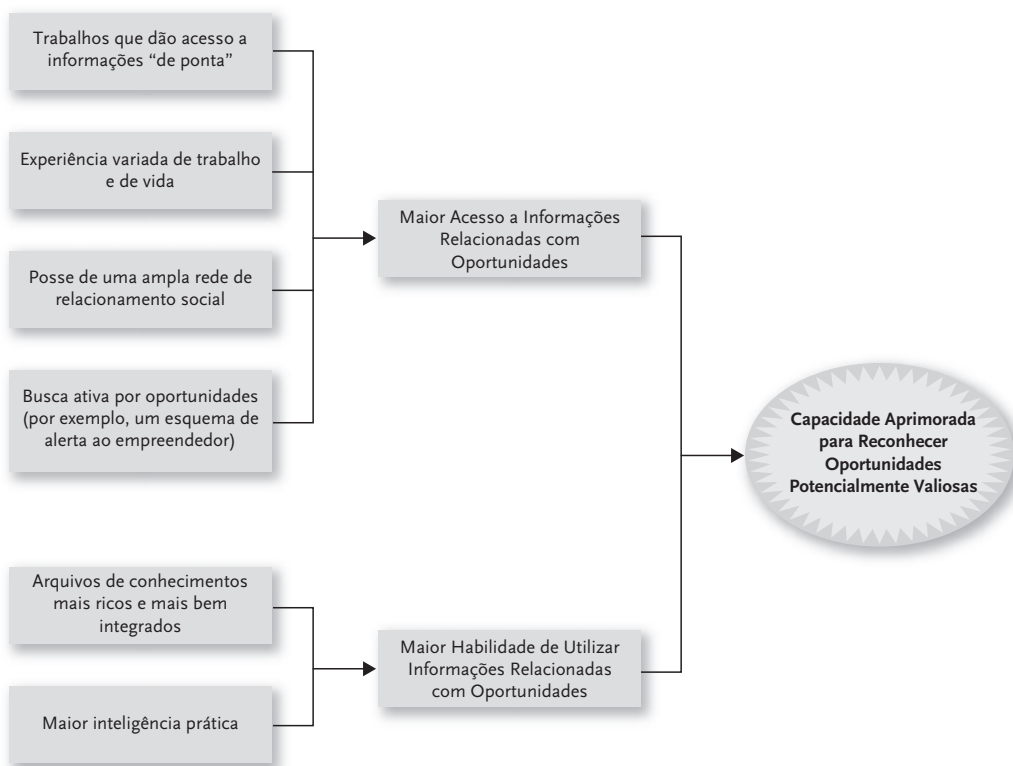 Trabalhos que dão acesso a
informações “de ponta”
Experiência variada de trabalho
e de vida
Posse de uma ampla rede de
relacionamento social
Busca ativa por oportunidades
(por exemplo, um esquema de
alerta ao empreendedor)
Maior Acesso a Informações
Relacionadas com
Oportunidades
Capacidade Aprimorada
para Reconhecer
Oportunidades
Potencialmente Valiosas
Arquivos de conhecimentos
mais ricos e mais bem
integrados
Maior inteligência prática
Maior Habilidade de Utilizar
Informações Relacionadas
com Oportunidades